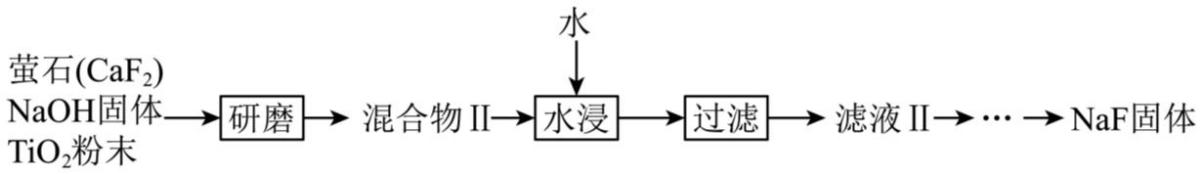 水
萤石(CaF₂)
NaOH固体 研磨 混合物Ⅱ 水浸 过滤 滤液Ⅱ ··· NaF固体
TiO₂粉末